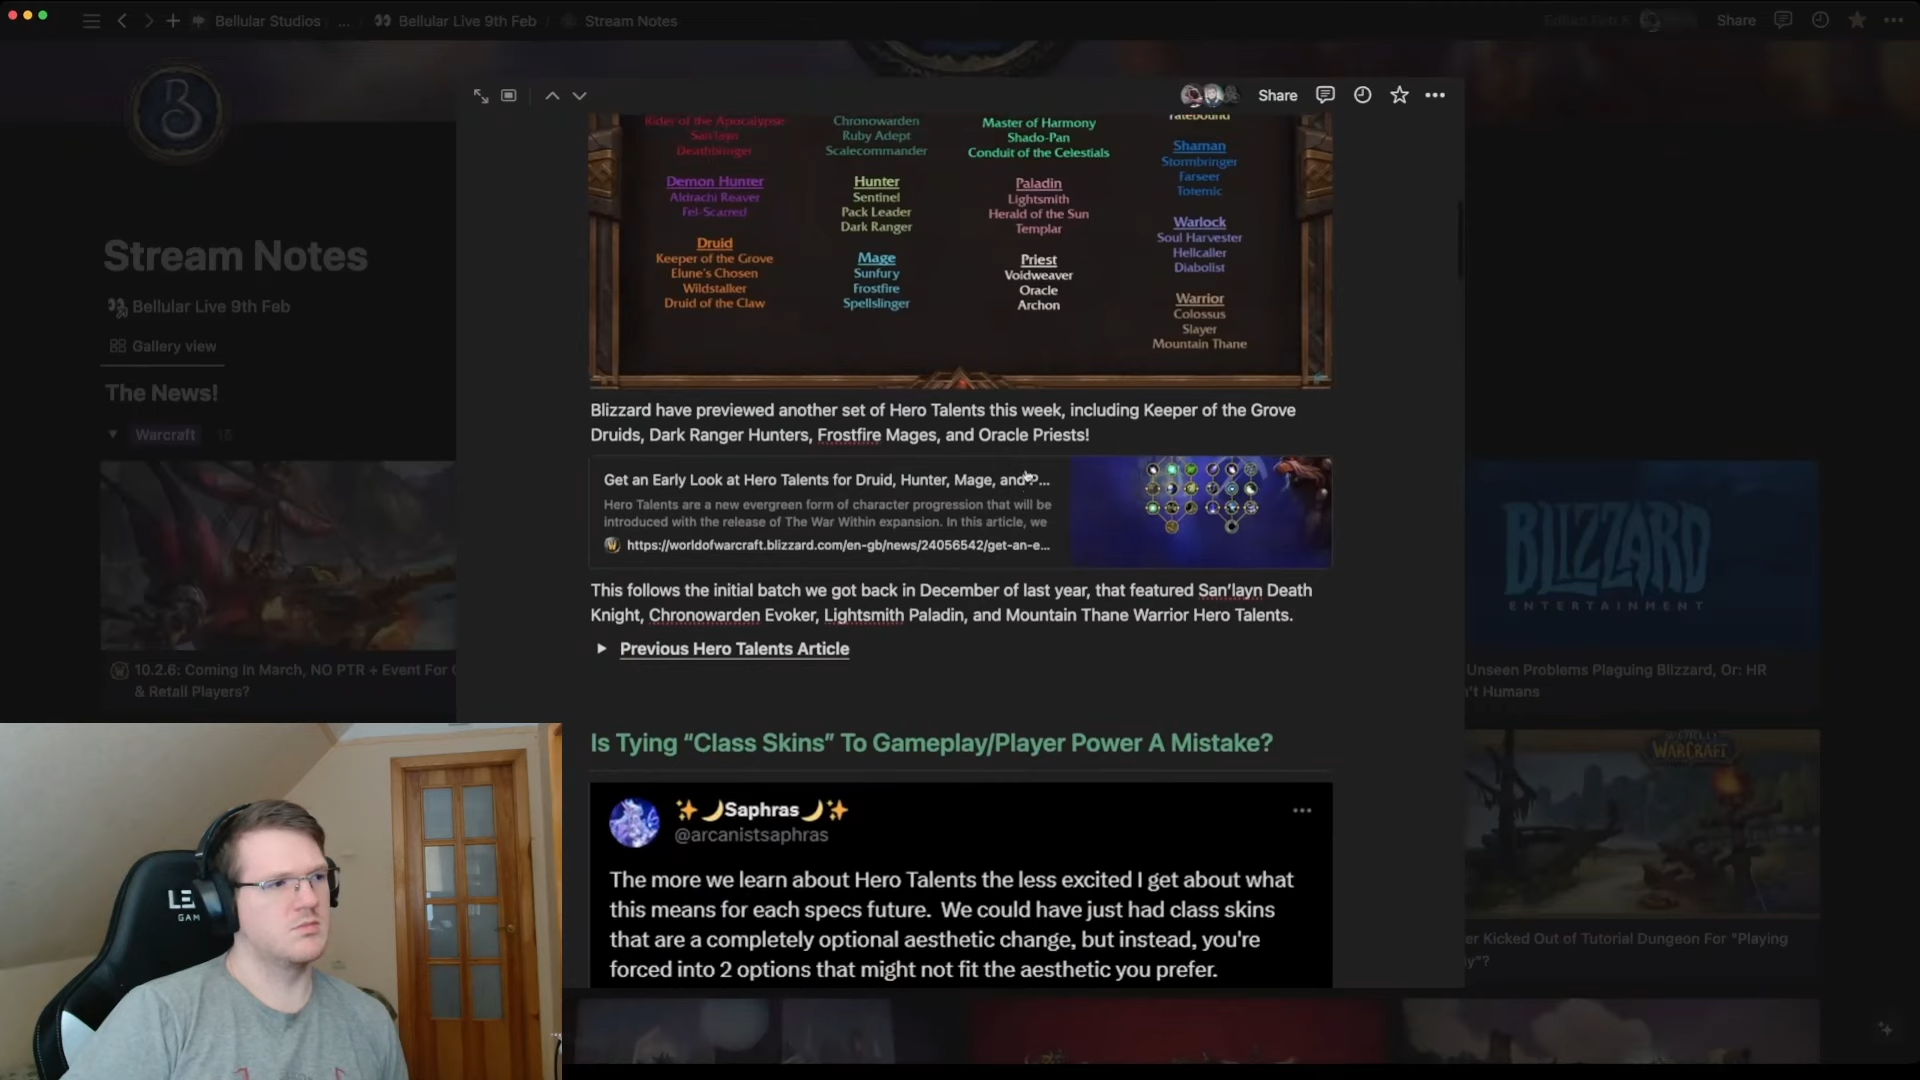 Bellular Studios
...
Bellular Live 9th Feb
/
Stream Notes
Share
Share
Rider of the Apocalypse
San'layn
Deathbringer
Demon Hunter
Aldrachi Reaver
Fel-Scarred
Druid
Keeper of the Grove
Elune's Chosen
Wildstalker
Druid of the Claw
Chronowarden
Ruby Adept
Scalecommander
Hunter
Sentinel
Pack Leader
Dark Ranger
Mage
Sunfury
Frostfire
Spellslinger
Master of Harmony
Shado-Pan
Conduit of the Celestials
Paladin
Lightsmith
Herald of the Sun
Templar
Priest
Voidweaver
Oracle
Archon
Fatebound
Shaman
Stormbringer
Farseer
Totemic
Warlock
Soul Harvester
Hellcaller
Diabolist
Warrior
Colossus
Slayer
Mountain Thane
Stream Notes
Bellular Live 9th Feb
Gallery view
The News!
Warcraft
10.2.6: Coming In March, NO PTR + Event For
& Retail Players?
Blizzard have previewed another set of Hero Talents this week, including Keeper of the Grove
Druids, Dark Ranger Hunters, Frostfire Mages, and Oracle Priests!
Get an Early Look at Hero Talents for Druid, Hunter, Mage, and P...
Hero Talents are a new evergreen form of character progression that will be
introduced with the release of The War Within expansion. In this article, we
https://worldofwarcraft.blizzard.com/en-gb/news/24056542/get-an-e...
This follows the initial batch we got back in December of last year, that featured San'layn Death
Knight, Chronowarden Evoker, Lightsmith Paladin, and Mountain Thane Warrior Hero Talents.
Previous Hero Talents Article
Is Tying “Class Skins” To Gameplay/Player Power A Mistake?
✨🌙Saphras🌙✨
@arcanistsaphras
The more we learn about Hero Talents the less excited I get about what
this means for each specs future. We could have just had class skins
that are a completely optional aesthetic change, but instead, you're
forced into 2 options that might not fit the aesthetic you prefer.
BLIZZARD
ENTERTAINMENT
Unseen Problems Plaguing Blizzard, Or: HR
't Humans
WARCRAFT
er Kicked Out of Tutorial Dungeon For "Playing
y"?
LE
GAM